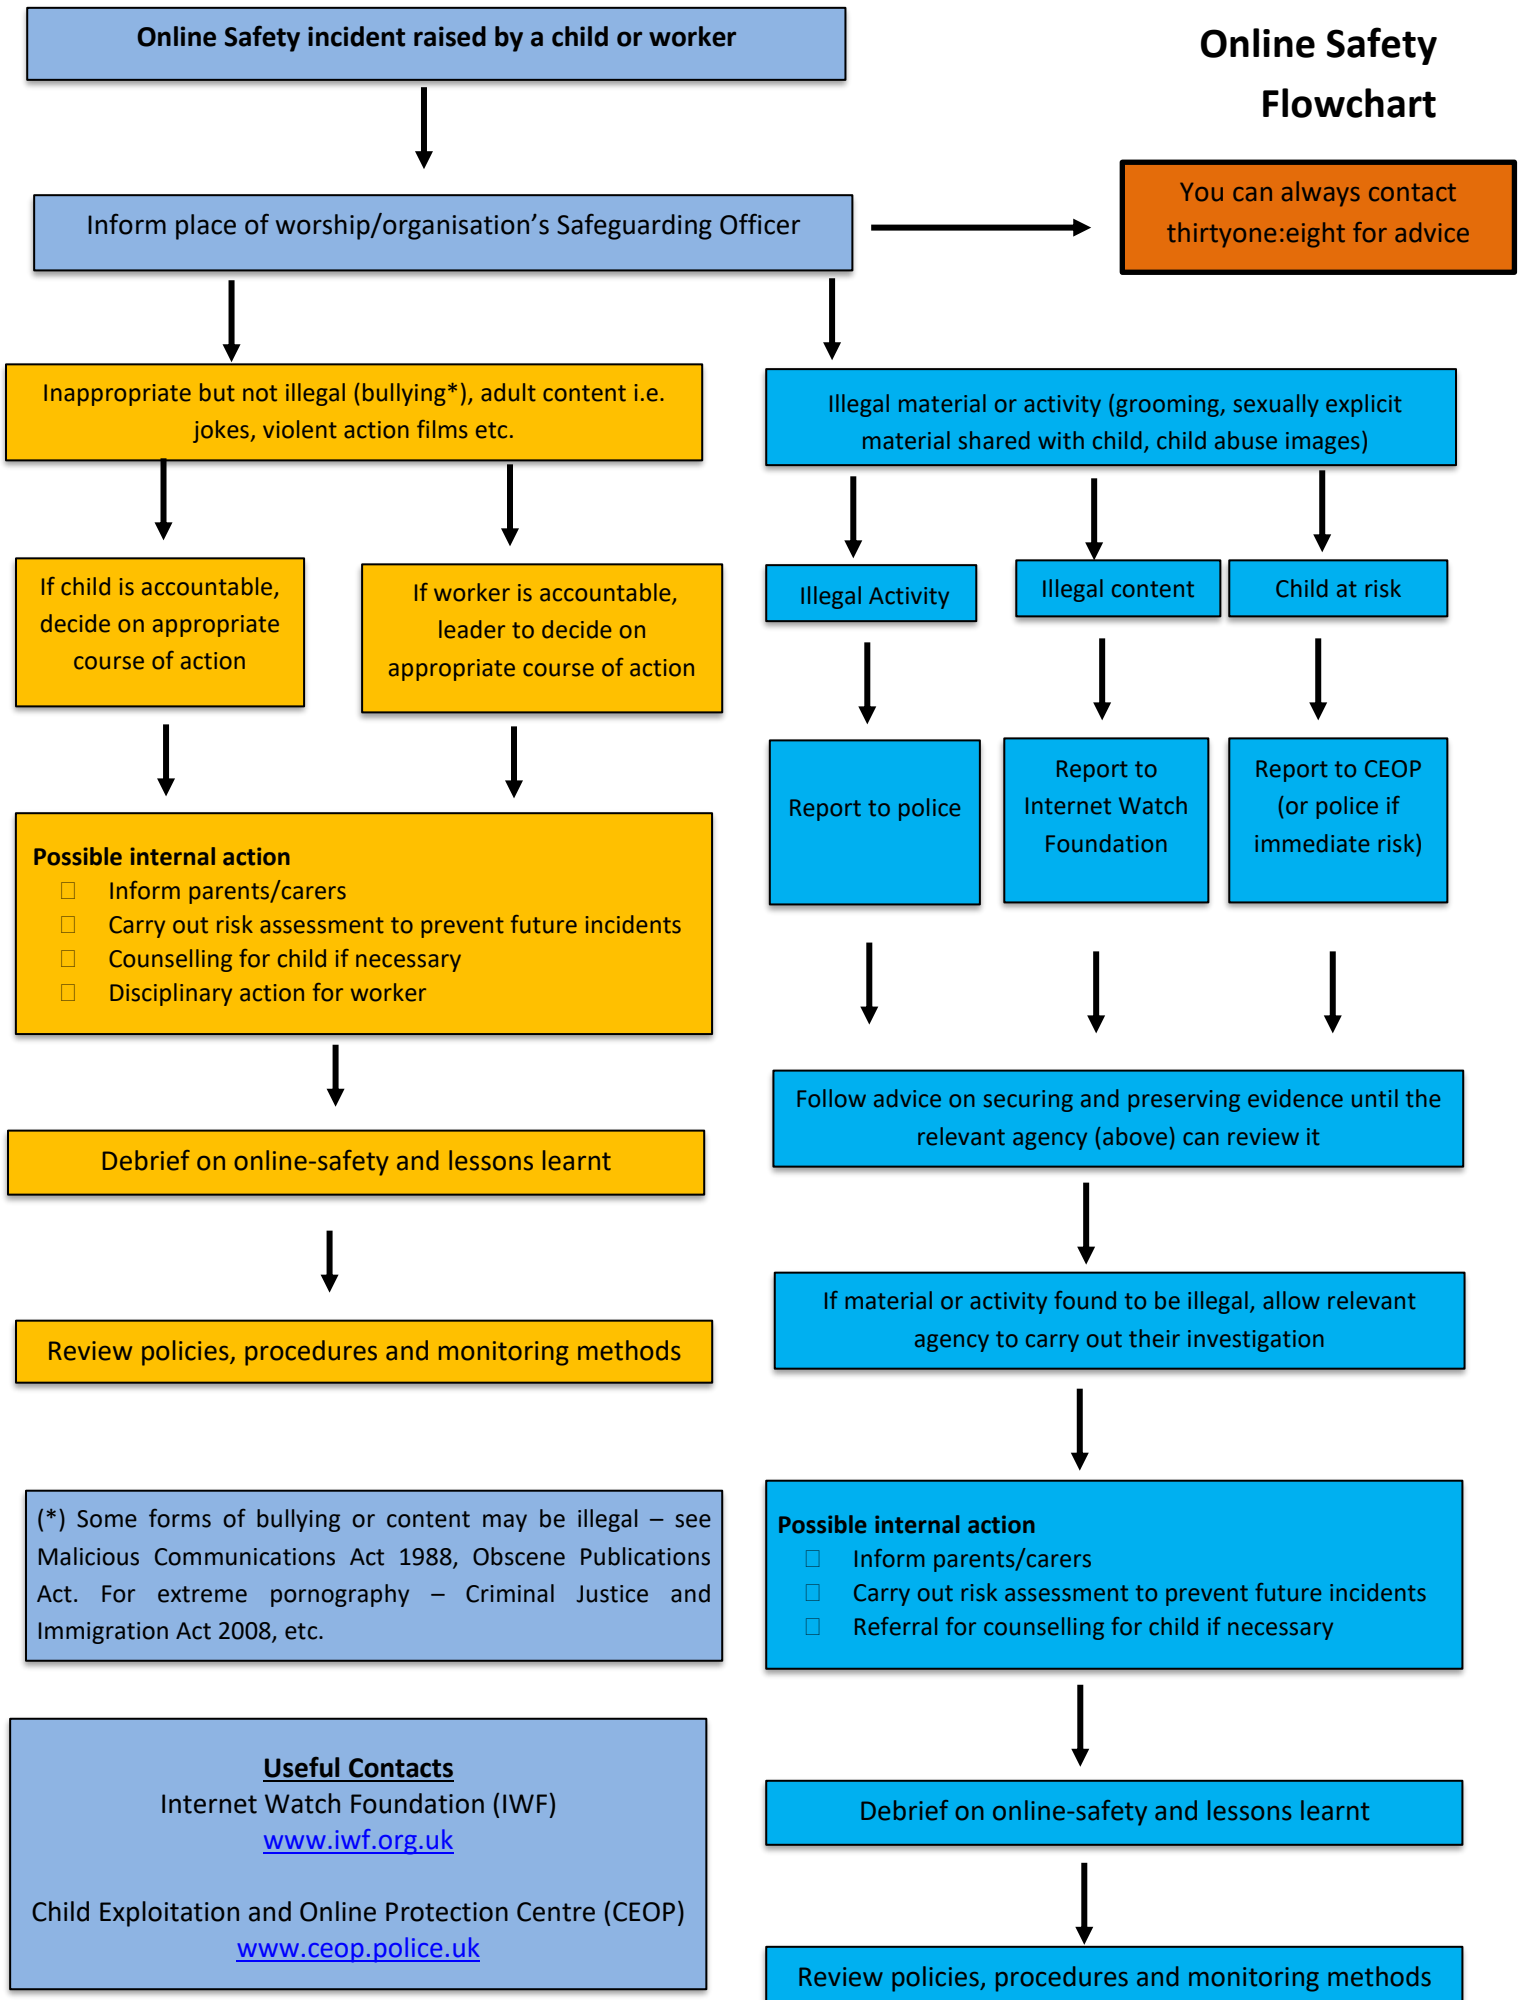 Online Safety incident raised by a child or worker
Online Safety
Flowchart
Inform place of worship/organisation's Safeguarding Officer
You can always contact
thirtyone:eight for advice
Inappropriate but not illegal (bullying*), adult content i.e.
jokes, violent action films etc.
Illegal material or activity (grooming, sexually explicit
material shared with child, child abuse images)
If child is accountable,
decide on appropriate
course of action
If worker is accountable,
leader to decide on
appropriate course of action
Illegal Activity
Illegal content
Child at risk
Report to police
Report to
Internet Watch
Foundation
Report to CEOP
(or police if
immediate risk)
Possible internal action
Inform parents/carers
Carry out risk assessment to prevent future incidents
Counselling for child if necessary
Disciplinary action for worker
Follow advice on securing and preserving evidence until the
relevant agency (above) can review it
Debrief on online-safety and lessons learnt
If material or activity found to be illegal, allow relevant
agency to carry out their investigation
Review policies, procedures and monitoring methods
(*) Some forms of bullying or content may be illegal – see
Malicious Communications Act 1988, Obscene Publications
Act. For extreme pornography – Criminal Justice and
Immigration Act 2008, etc.
Possible internal action
Inform parents/carers
Carry out risk assessment to prevent future incidents
Referral for counselling for child if necessary
Useful Contacts
Internet Watch Foundation (IWF)
www.iwf.org.uk
Child Exploitation and Online Protection Centre (CEOP)
www.ceop.police.uk
Debrief on online-safety and lessons learnt
Review policies, procedures and monitoring methods